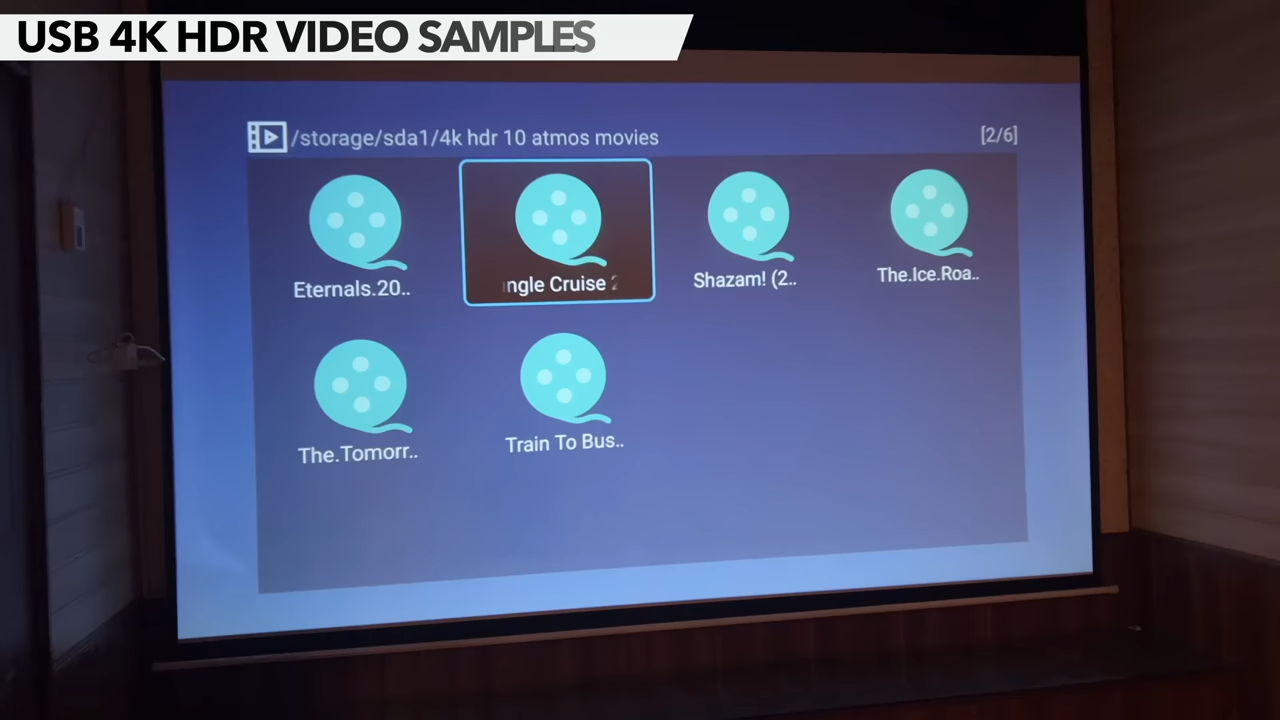 USB 4K HDR VIDEO SAMPLES
/storage/sda1/4k hdr 10 atmos movies
[2/6]
Eternals.20..
ngle Cruise 2
Shazam! (2..
The.Ice.Roa..
The.Tomorr..
Train To Bus..